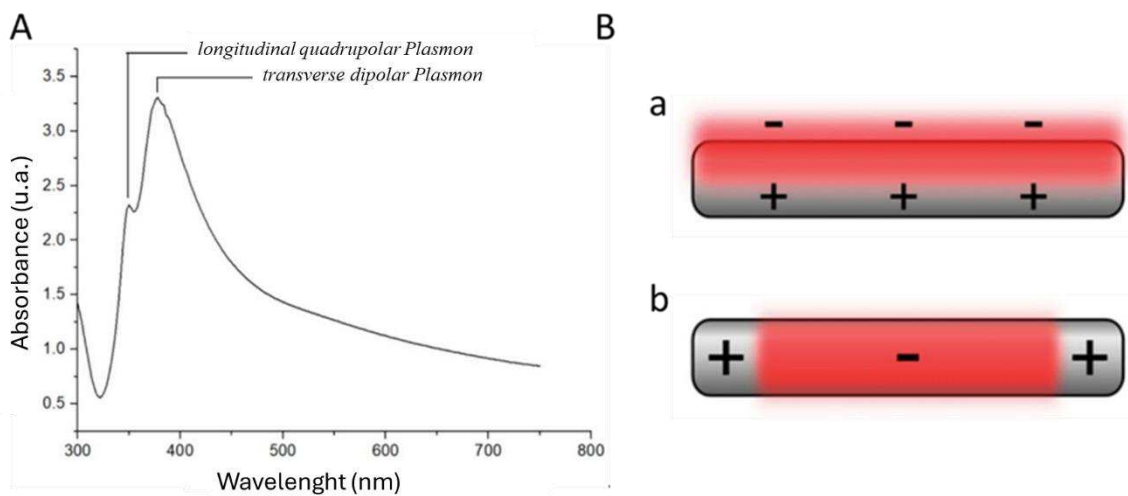 A
B
longitudinal quadrupolar Plasmon
transverse dipolar Plasmon
3.5
3.0
2.5
2.0
1.5
1.0
0.5
Absorbance (u.a.)
300 400 500 600 700 800
Wavelenght (nm)
a
- - -
+ + +
b
+ - +